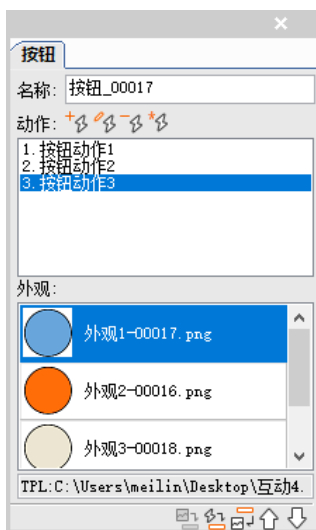 按钮
名称: 按钮_00017
动作:
1.按钮动作1
2.按钮动作2
3.按钮动作3
外观:
外观1-00017.png
外观2-00016.png
外观3-00018.png
TPL:C:\Users\meilin\Desktop\互动4.